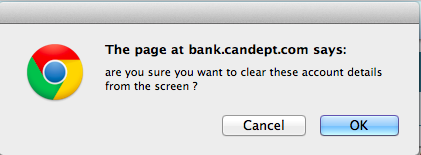 The page at bank.candept.com says:
are you sure you want to clear these account details
from the screen ?
Cancel
OK